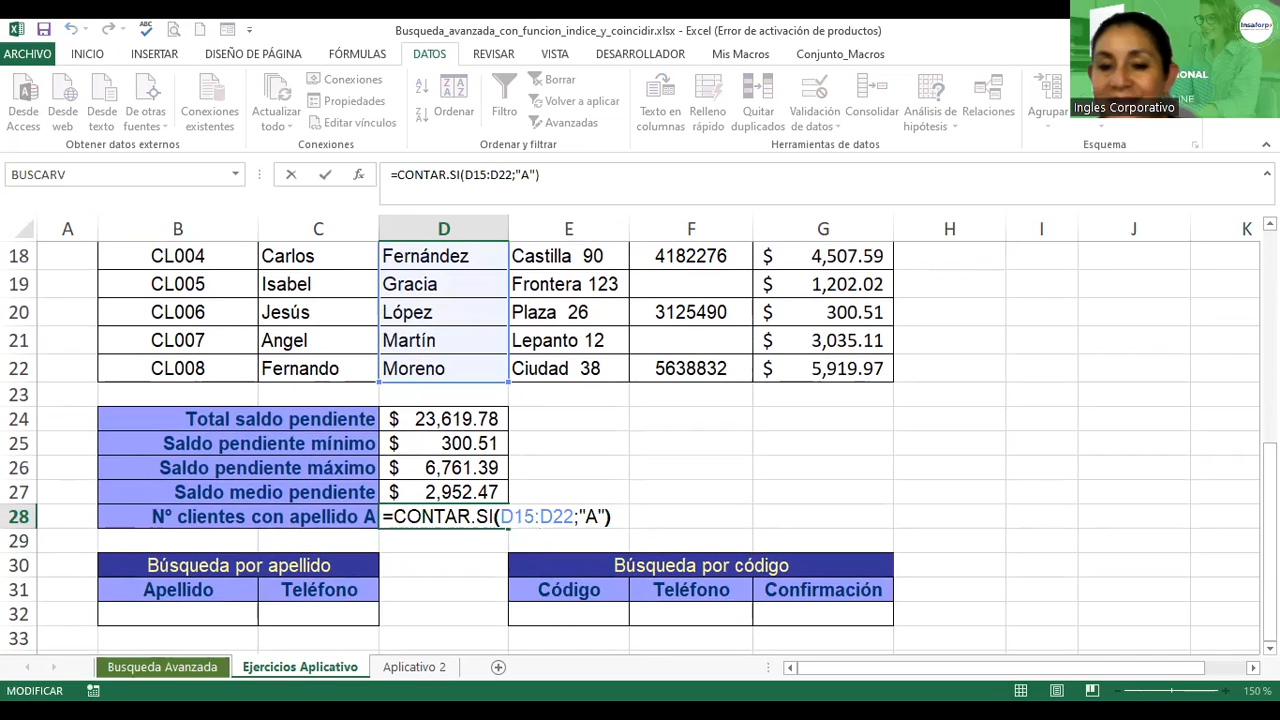 Busqueda_avanzada_con_funcion_indice_y_coincidir.xlsx - Excel (Error de activación de productos)
ARCHIVO INICIO INSERTAR DISEÑO DE PÁGINA FÓRMULAS DATOS REVISAR VISTA DESARROLLADOR Mis Macros Conjunto_Macros
Desde Access
Desde web
Desde texto
De otras fuentes
Conexiones existentes
Actualizar todo
Conexiones
Propiedades
Editar vínculos
Ordenar
Filtro
Borrar
Volver a aplicar
Avanzadas
Texto en columnas
Relleno rápido
Quitar duplicados
Validación de datos
Consolidar
Análisis de hipótesis
Relaciones
Agrupar
Obtener datos externos Conexiones Ordenar y filtrar Herramientas de datos Esquema
Insaforp
IONAL
INE
Ingles Corporativo
BUSCARV =CONTAR.SI(D15:D22;"A")
A B C D E F G H I J K
18 CL004 Carlos Fernández Castilla 90 4182276 $ 4,507.59
19 CL005 Isabel Gracia Frontera 123 $ 1,202.02
20 CL006 Jesús López Plaza 26 3125490 $ 300.51
21 CL007 Angel Martín Lepanto 12 $ 3,035.11
22 CL008 Fernando Moreno Ciudad 38 5638832 $ 5,919.97
23
24 Total saldo pendiente $ 23,619.78
25 Saldo pendiente mínimo $ 300.51
26 Saldo pendiente máximo $ 6,761.39
27 Saldo medio pendiente $ 2,952.47
28 Nº clientes con apellido A =CONTAR.SI(D15:D22;"A")
29
30 Búsqueda por apellido Búsqueda por código
31 Apellido Teléfono Código Teléfono Confirmación
32
33
Busqueda Avanzada Ejercicios Aplicativo Aplicativo 2
MODIFICAR 150 %